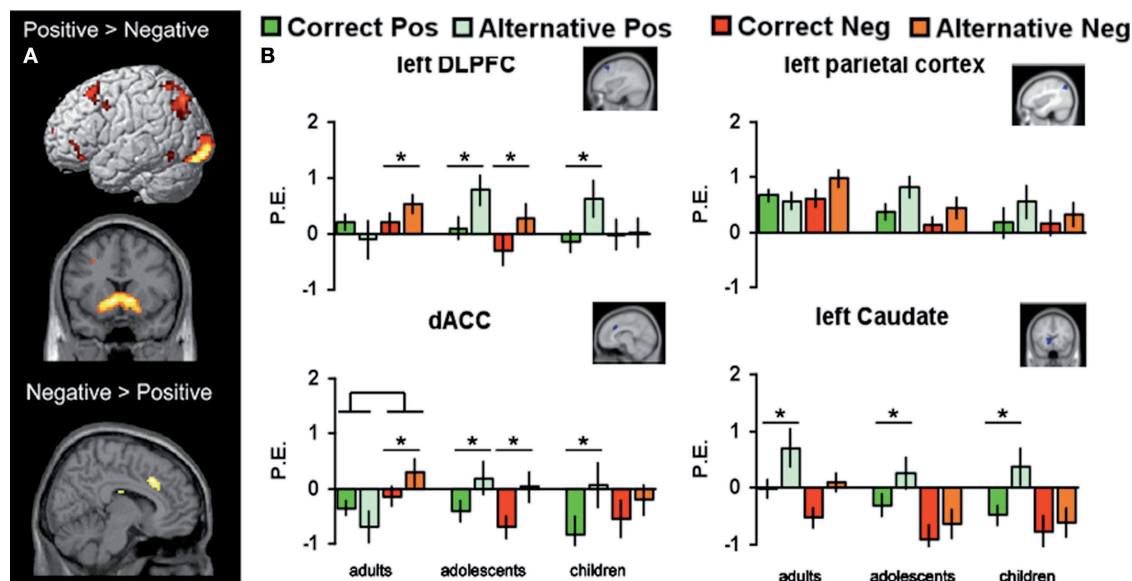 Positive > Negative
A
Negative > Positive
B
Correct Pos Alternative Pos Correct Neg Alternative Neg
left DLPFC
2
1
0
-1
P.E.
* * * *
left parietal cortex
2
1
0
-1
P.E.
dACC
2
1
0
-1
P.E.
* * * *
adults adolescents children
left Caudate
2
1
0
-1
P.E.
* * *
adults adolescents children